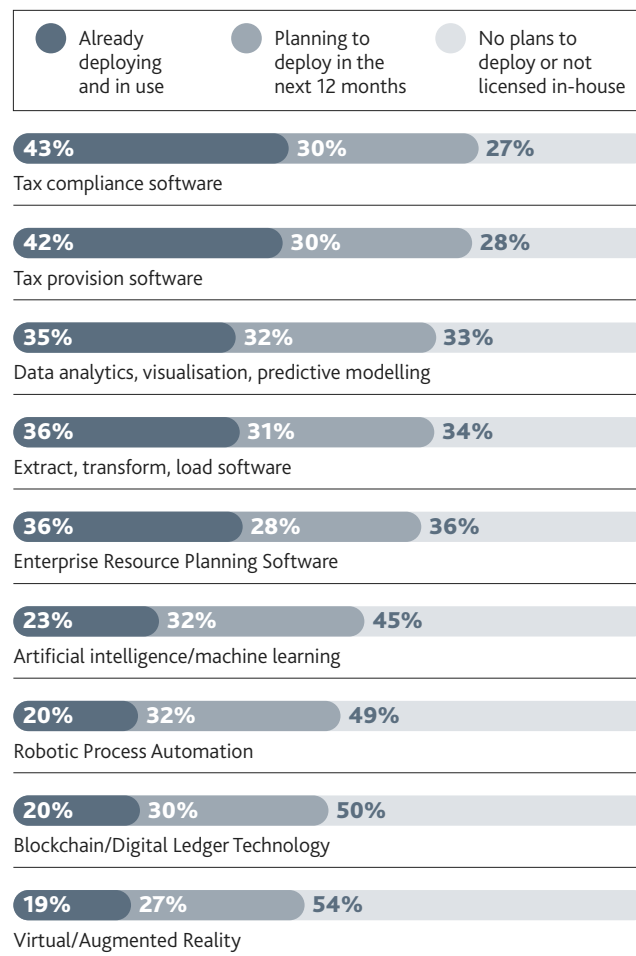 Already
deploying
and in use
Planning to
deploy in the
next 12 months
No plans to
deploy or not
licensed in-house
43% 30% 27%
Tax compliance software
42% 30% 28%
Tax provision software
35% 32% 33%
Data analytics, visualisation, predictive modelling
36% 31% 34%
Extract, transform, load software
36% 28% 36%
Enterprise Resource Planning Software
23% 32% 45%
Artificial intelligence/machine learning
20% 32% 49%
Robotic Process Automation
20% 30% 50%
Blockchain/Digital Ledger Technology
19% 27% 54%
Virtual/Augmented Reality